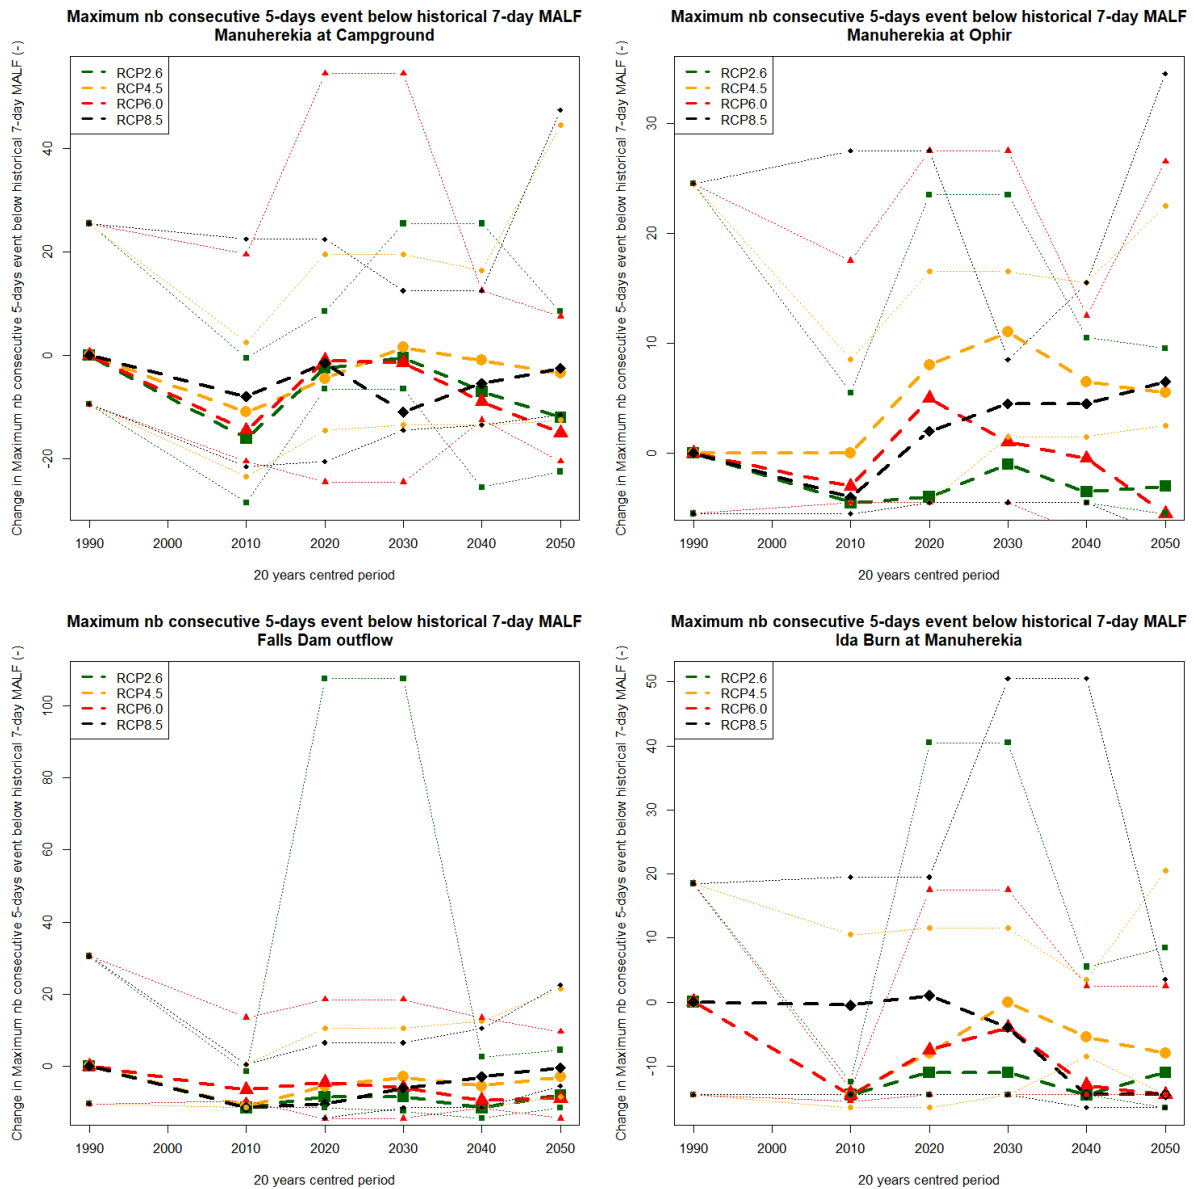 Maximum nb consecutive 5-days event below historical 7-day MALF
Manuherekia at Campground
Change in Maximum nb consecutive 5-days event below historical 7-day MALF (-)
40
20
0
-20
RCP2.6
RCP4.5
RCP6.0
RCP8.5
1990 2000 2010 2020 2030 2040 2050
20 years centred period
Maximum nb consecutive 5-days event below historical 7-day MALF
Manuherekia at Ophir
Change in Maximum nb consecutive 5-days event below historical 7-day MALF (-)
30
20
10
0
RCP2.6
RCP4.5
RCP6.0
RCP8.5
1990 2000 2010 2020 2030 2040 2050
20 years centred period
Maximum nb consecutive 5-days event below historical 7-day MALF
Falls Dam outflow
Change in Maximum nb consecutive 5-days event below historical 7-day MALF (-)
100
80
60
40
20
0
RCP2.6
RCP4.5
RCP6.0
RCP8.5
1990 2000 2010 2020 2030 2040 2050
20 years centred period
Maximum nb consecutive 5-days event below historical 7-day MALF
Ida Burn at Manuherekia
Change in Maximum nb consecutive 5-days event below historical 7-day MALF (-)
50
40
30
20
10
0
-10
RCP2.6
RCP4.5
RCP6.0
RCP8.5
1990 2000 2010 2020 2030 2040 2050
20 years centred period